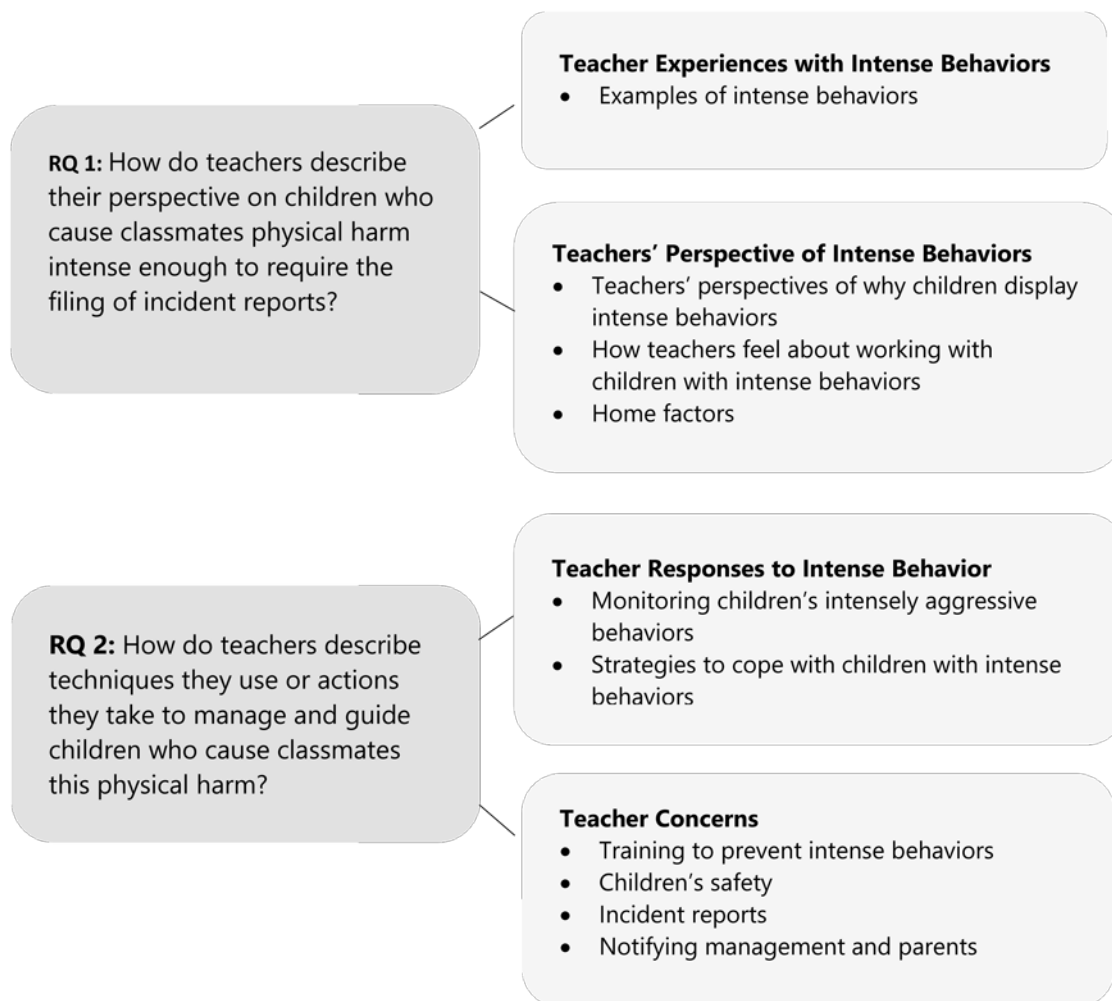 Teacher Experiences with Intense Behaviors
• Examples of intense behaviors
RQ 1: How do teachers describe
their perspective on children who
cause classmates physical harm
intense enough to require the
filing of incident reports?
Teachers’ Perspective of Intense Behaviors
• Teachers’ perspectives of why children display
intense behaviors
• How teachers feel about working with
children with intense behaviors
• Home factors
Teacher Responses to Intense Behavior
• Monitoring children’s intensely aggressive
behaviors
• Strategies to cope with children with intense
behaviors
RQ 2: How do teachers describe
techniques they use or actions
they take to manage and guide
children who cause classmates
this physical harm?
Teacher Concerns
• Training to prevent intense behaviors
• Children’s safety
• Incident reports
• Notifying management and parents